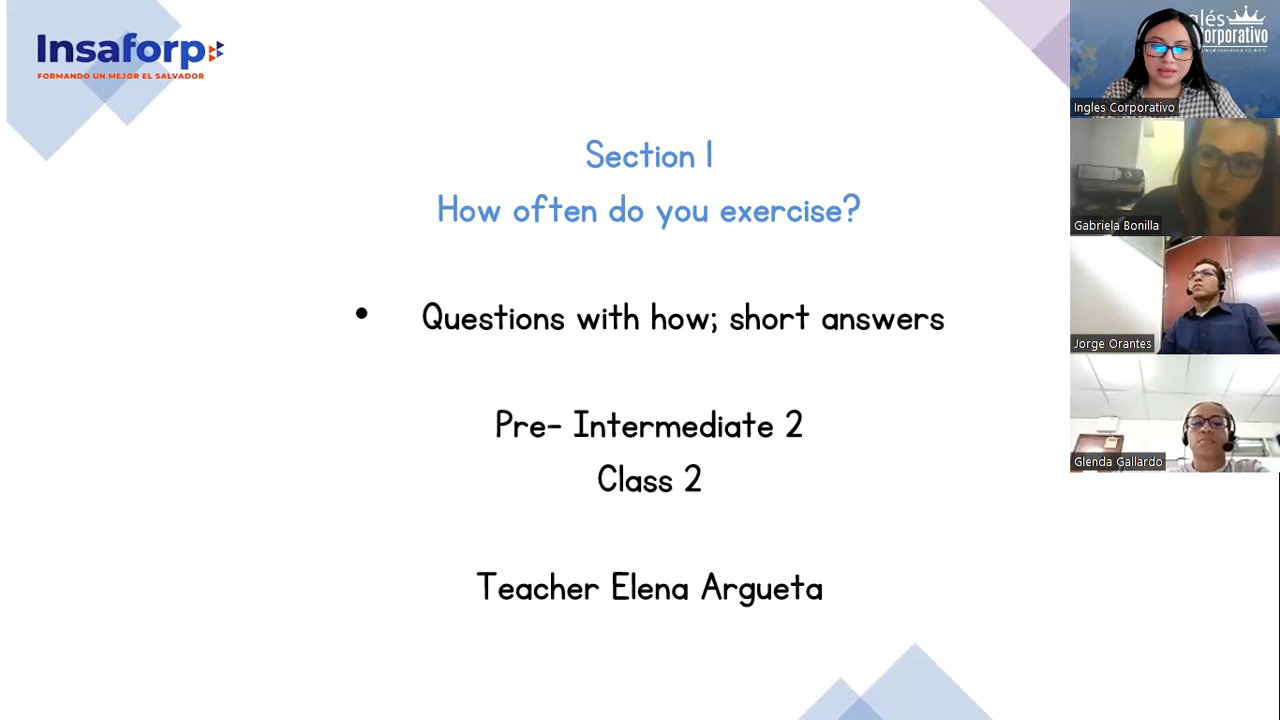 Insaforp
FORMANDO UN MEJOR EL SALVADOR
Section 1
How often do you exercise?
• Questions with how; short answers
Pre- Intermediate 2
Class 2
Teacher Elena Argueta
Ingles Corporativo
Gabriela Bonilla
Jorge Orantes
Glenda Gallardo